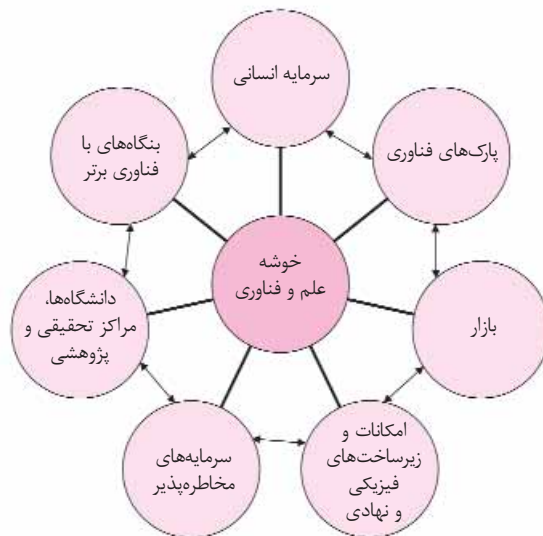 سرمایه انسانی
پارک‌های فناوری
بازار
امکانات و
زیرساخت‌های
فیزیکی
و نهادی
سرمایه‌های
مخاطره‌پذیر
دانشگاه‌ها،
مراکز تحقیقی و
پژوهشی
بنگاه‌های با
فناوری برتر
خوشه
علم و فناوری